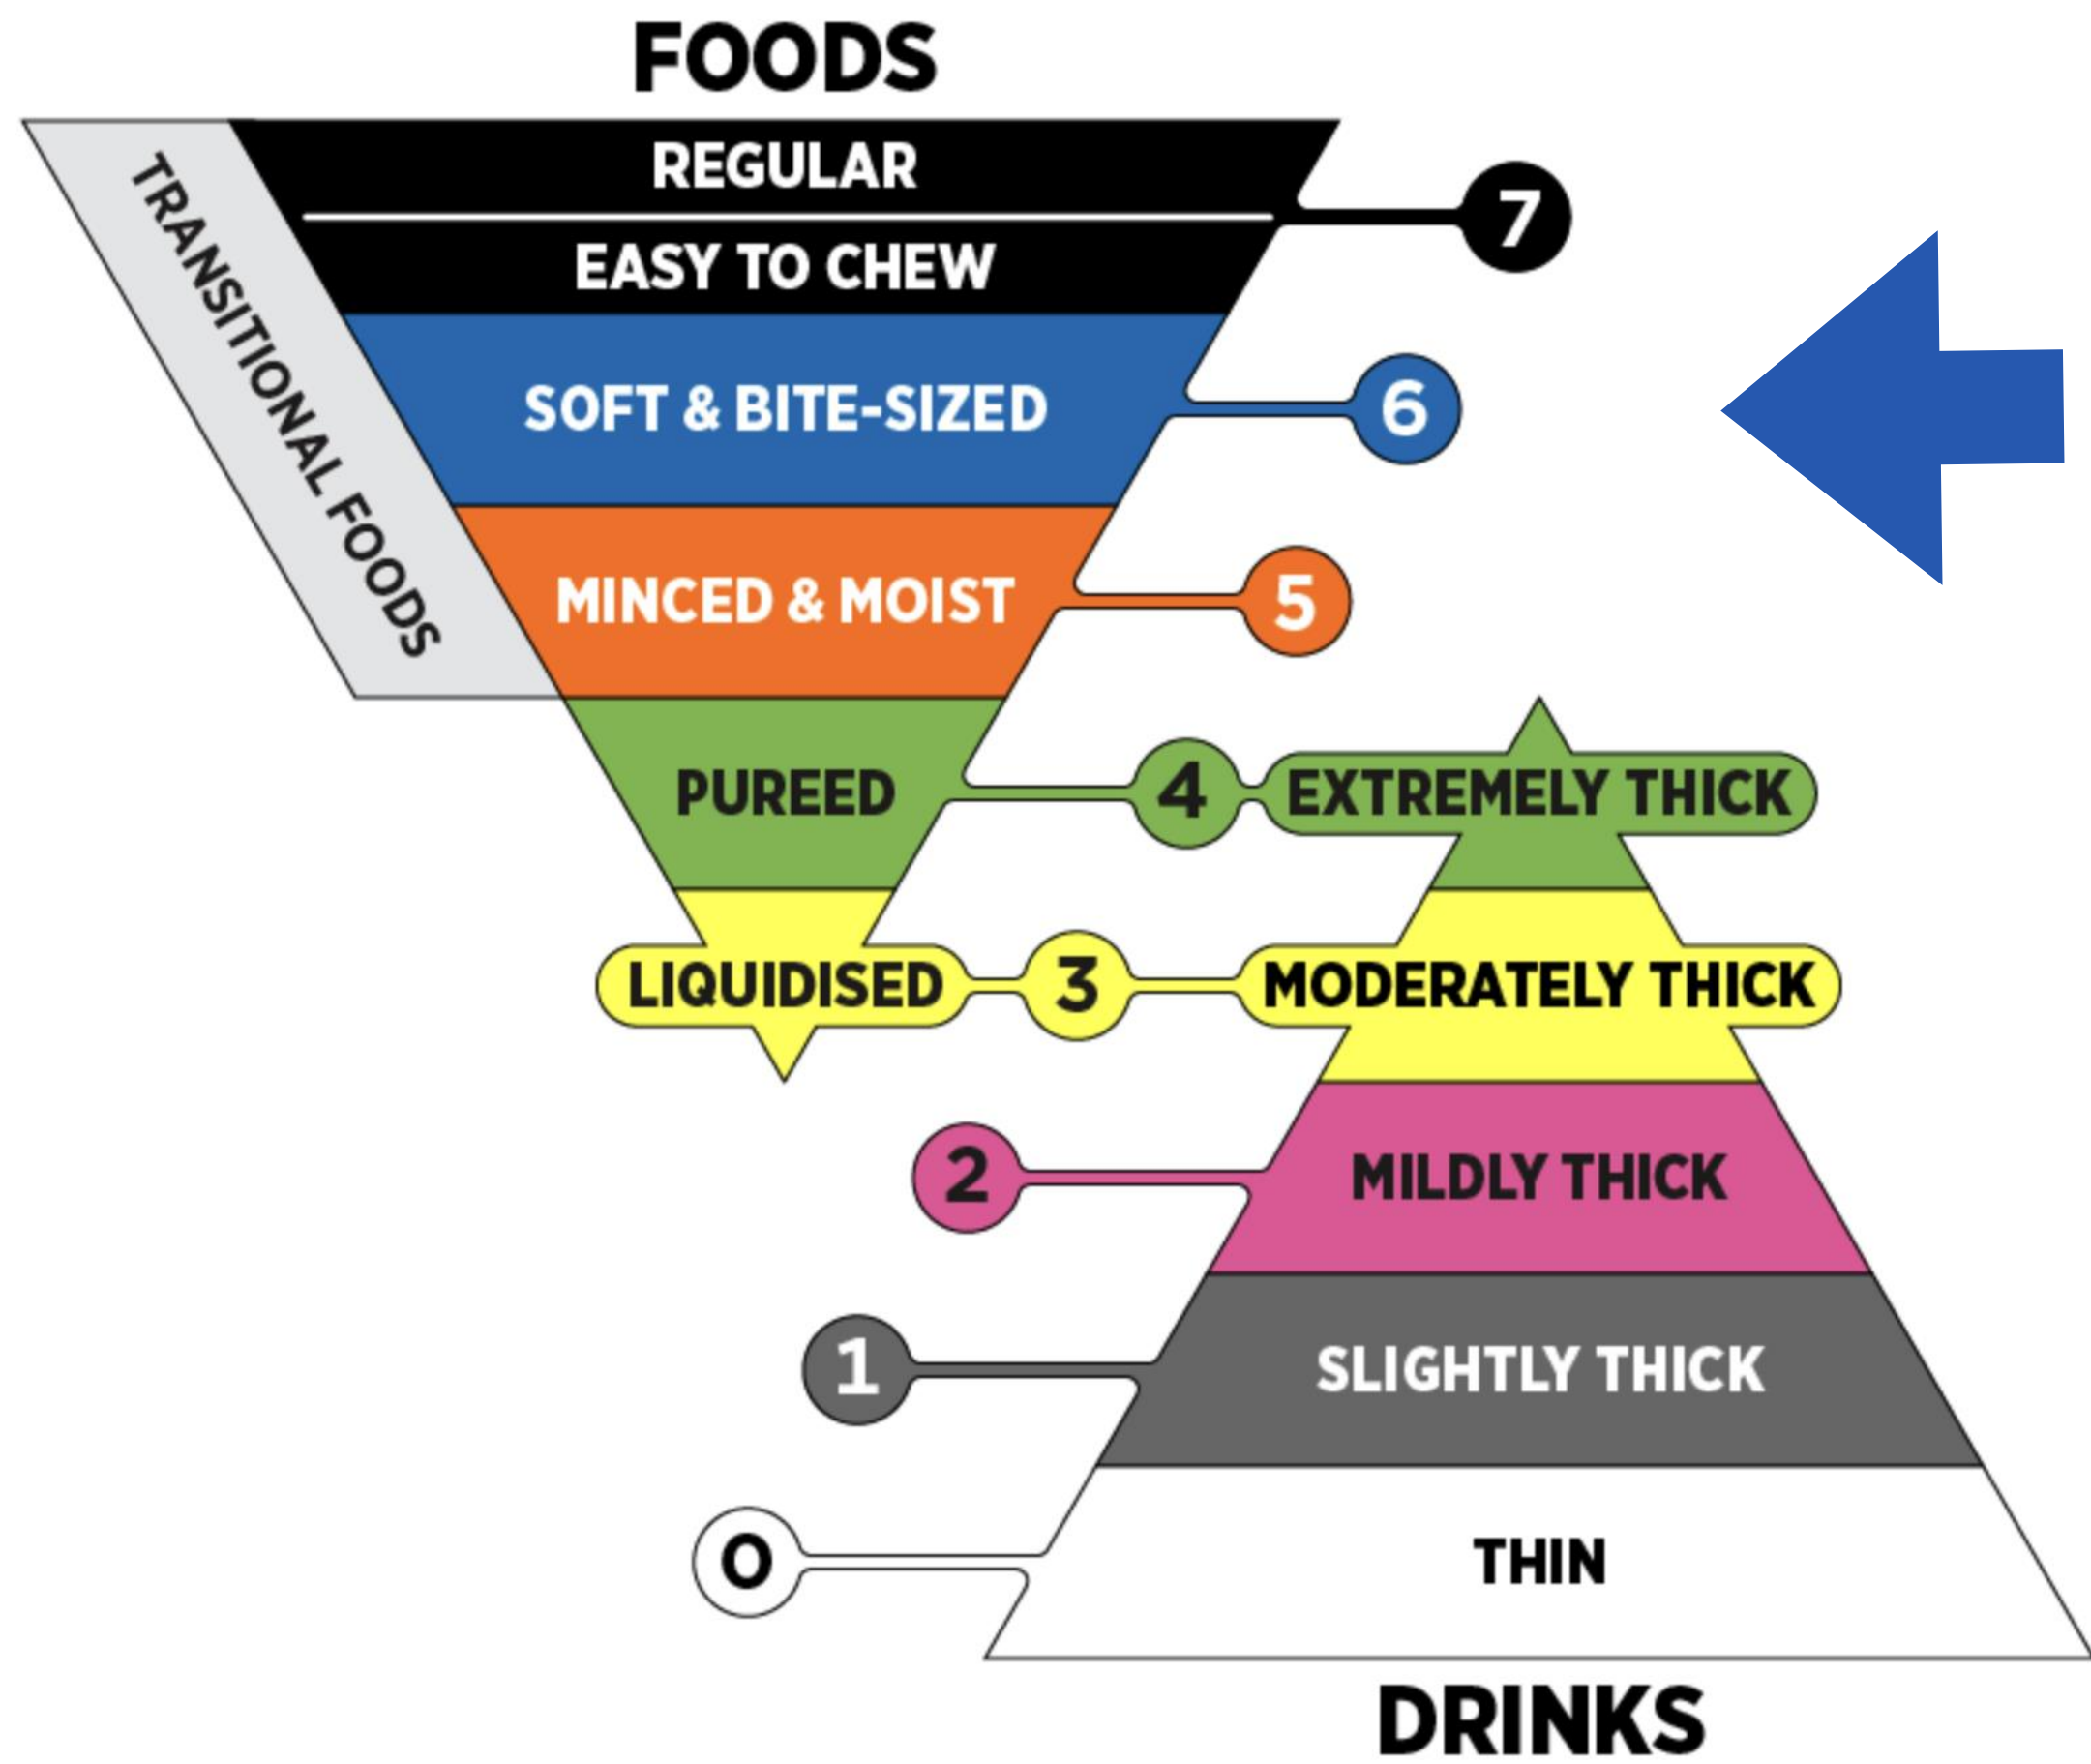 FOODS
REGULAR
7
EASY TO CHEW
TRANSITIONAL FOODS
SOFT & BITE-SIZED
6
MINCED & MOIST
5
PUREED
4
EXTREMELY THICK
LIQUIDISED
3
MODERATELY THICK
2
MILDLY THICK
1
SLIGHTLY THICK
0
THIN
DRINKS